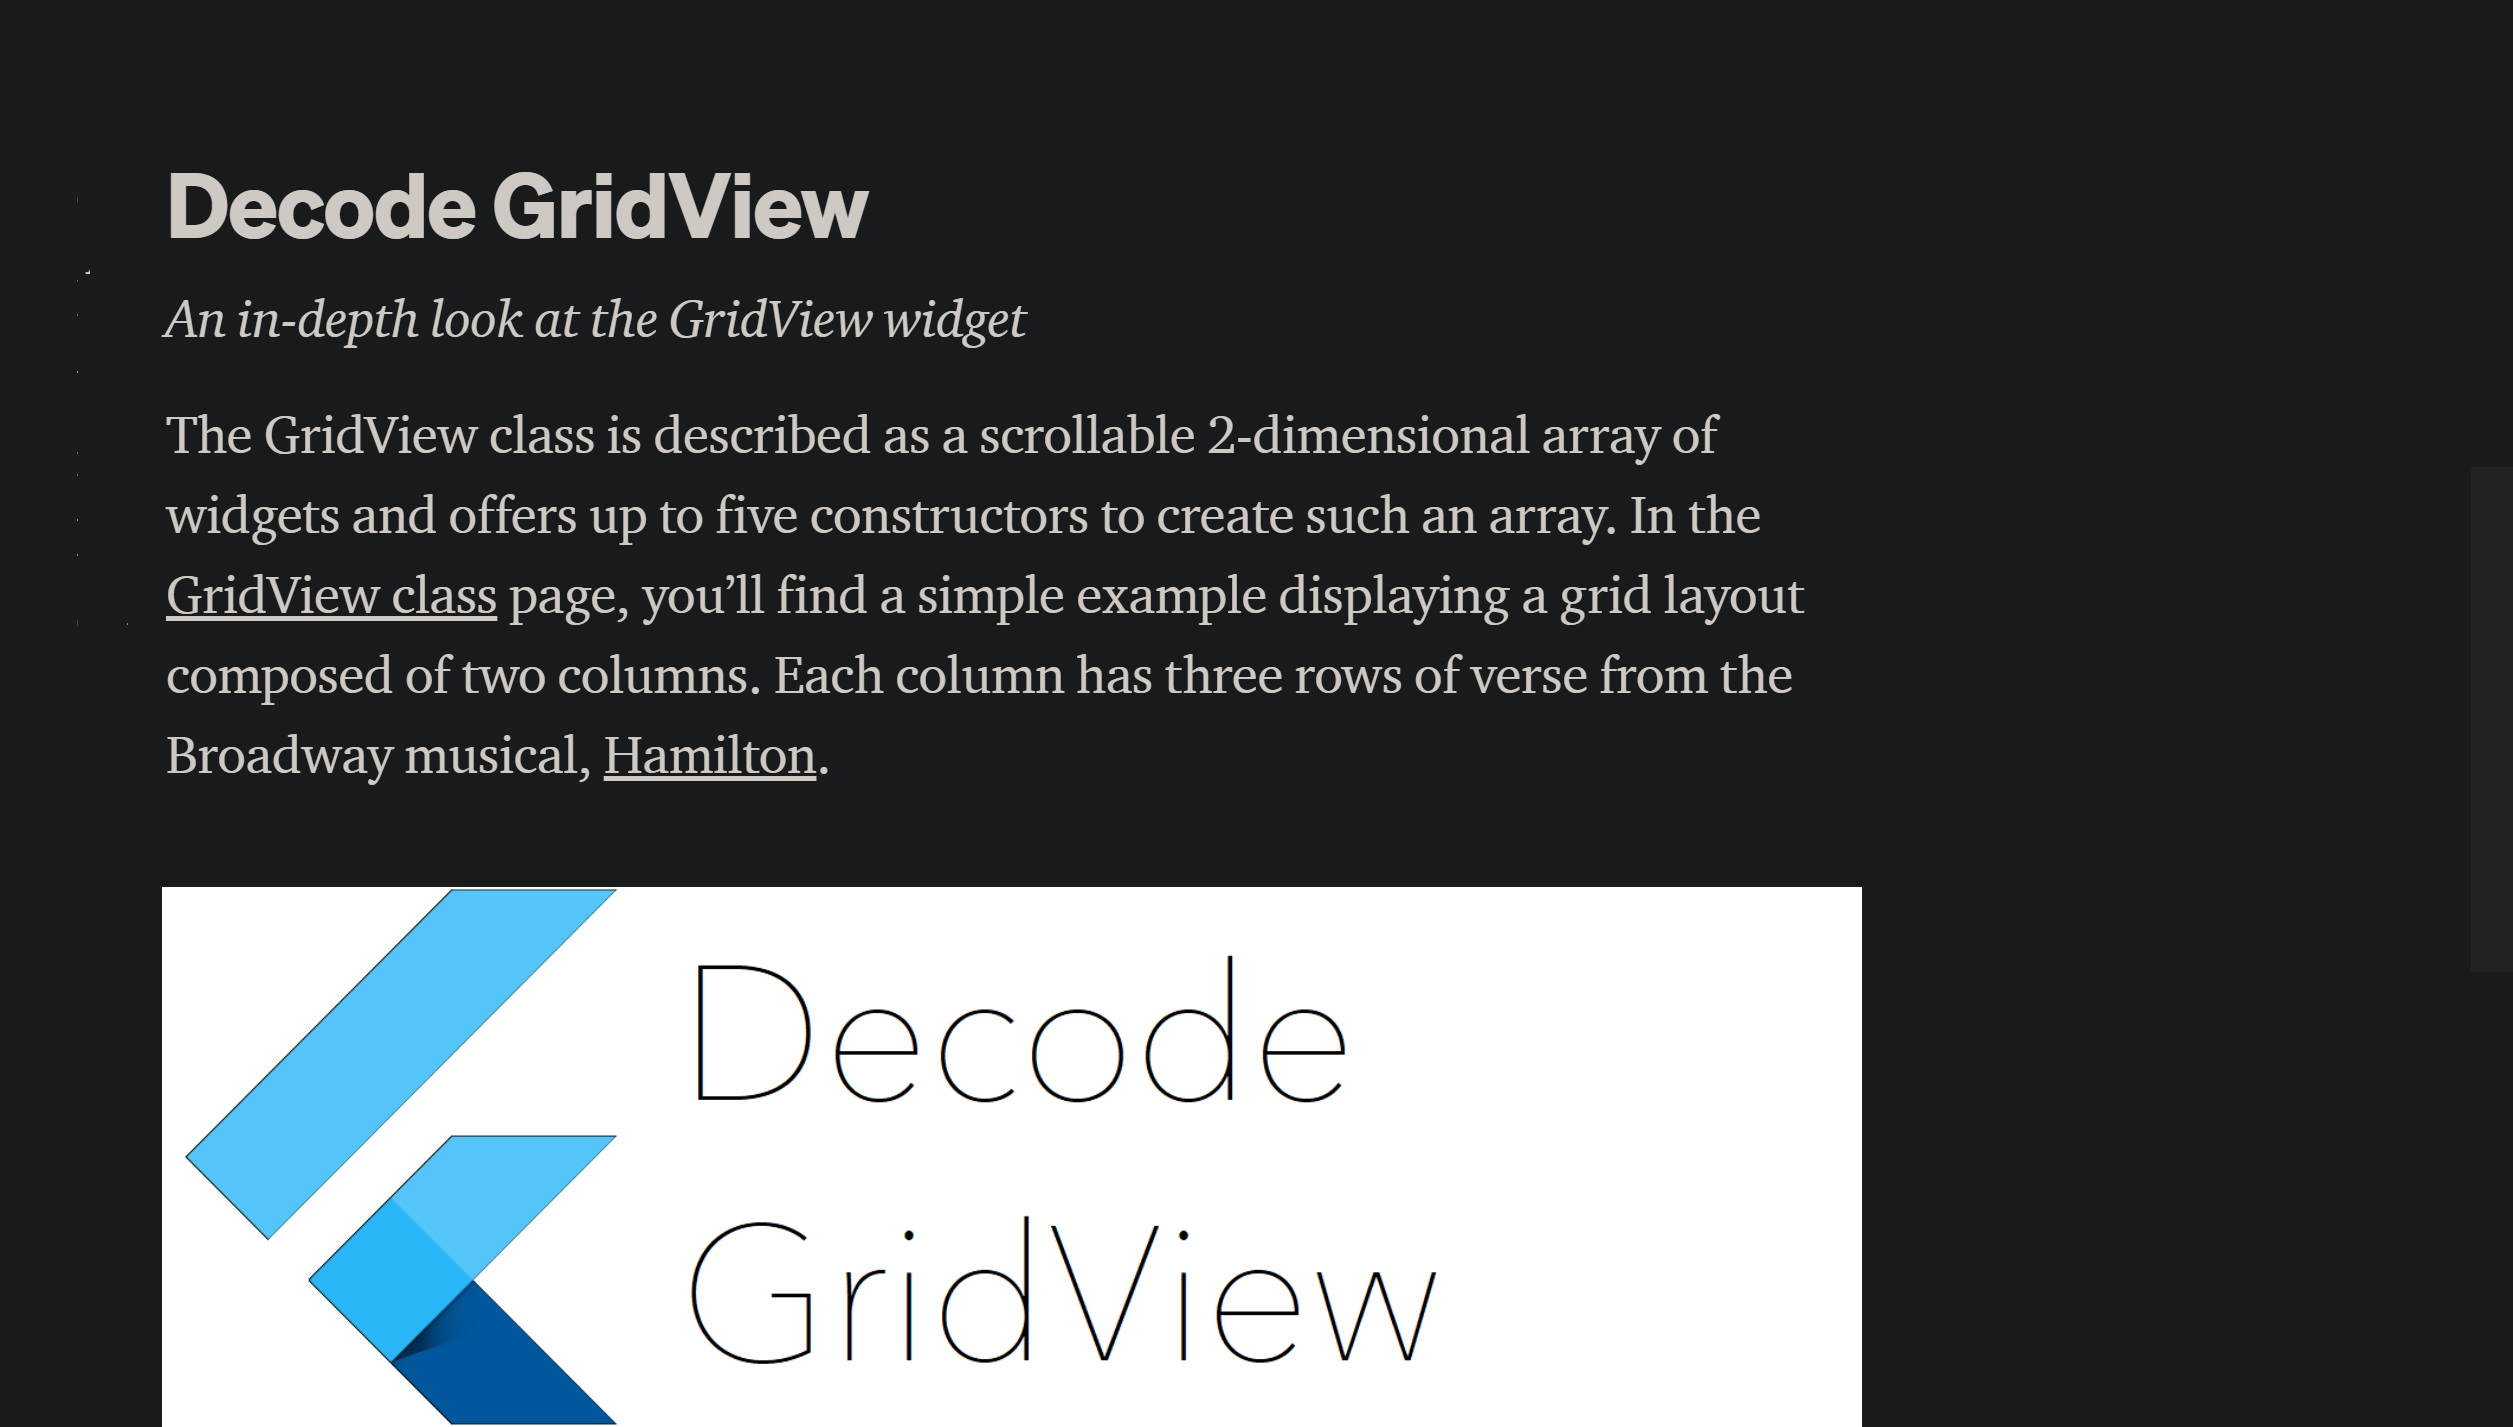 Decode GridView
An in-depth look at the GridView widget
The GridView class is described as a scrollable 2-dimensional array of
widgets and offers up to five constructors to create such an array. In the
GridView class page, you’ll find a simple example displaying a grid layout
composed of two columns. Each column has three rows of verse from the
Broadway musical, Hamilton.
Decode
GridView